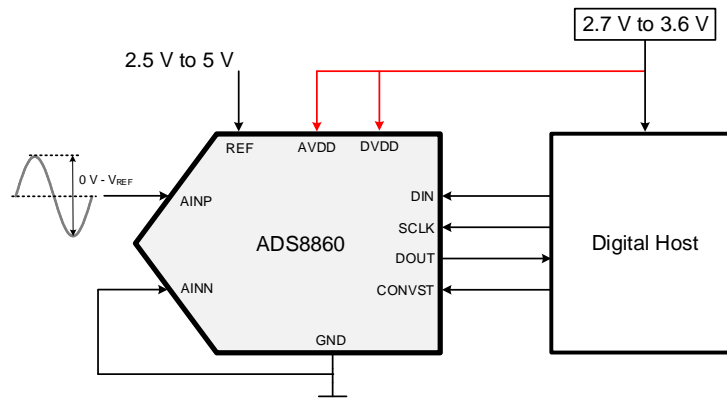 2.7 V to 3.6 V
2.5 V to 5 V
REF
AVDD
DVDD
0 V - VREF
AINP
DIN
SCLK
ADS8860
Digital Host
DOUT
AINN
CONVST
GND